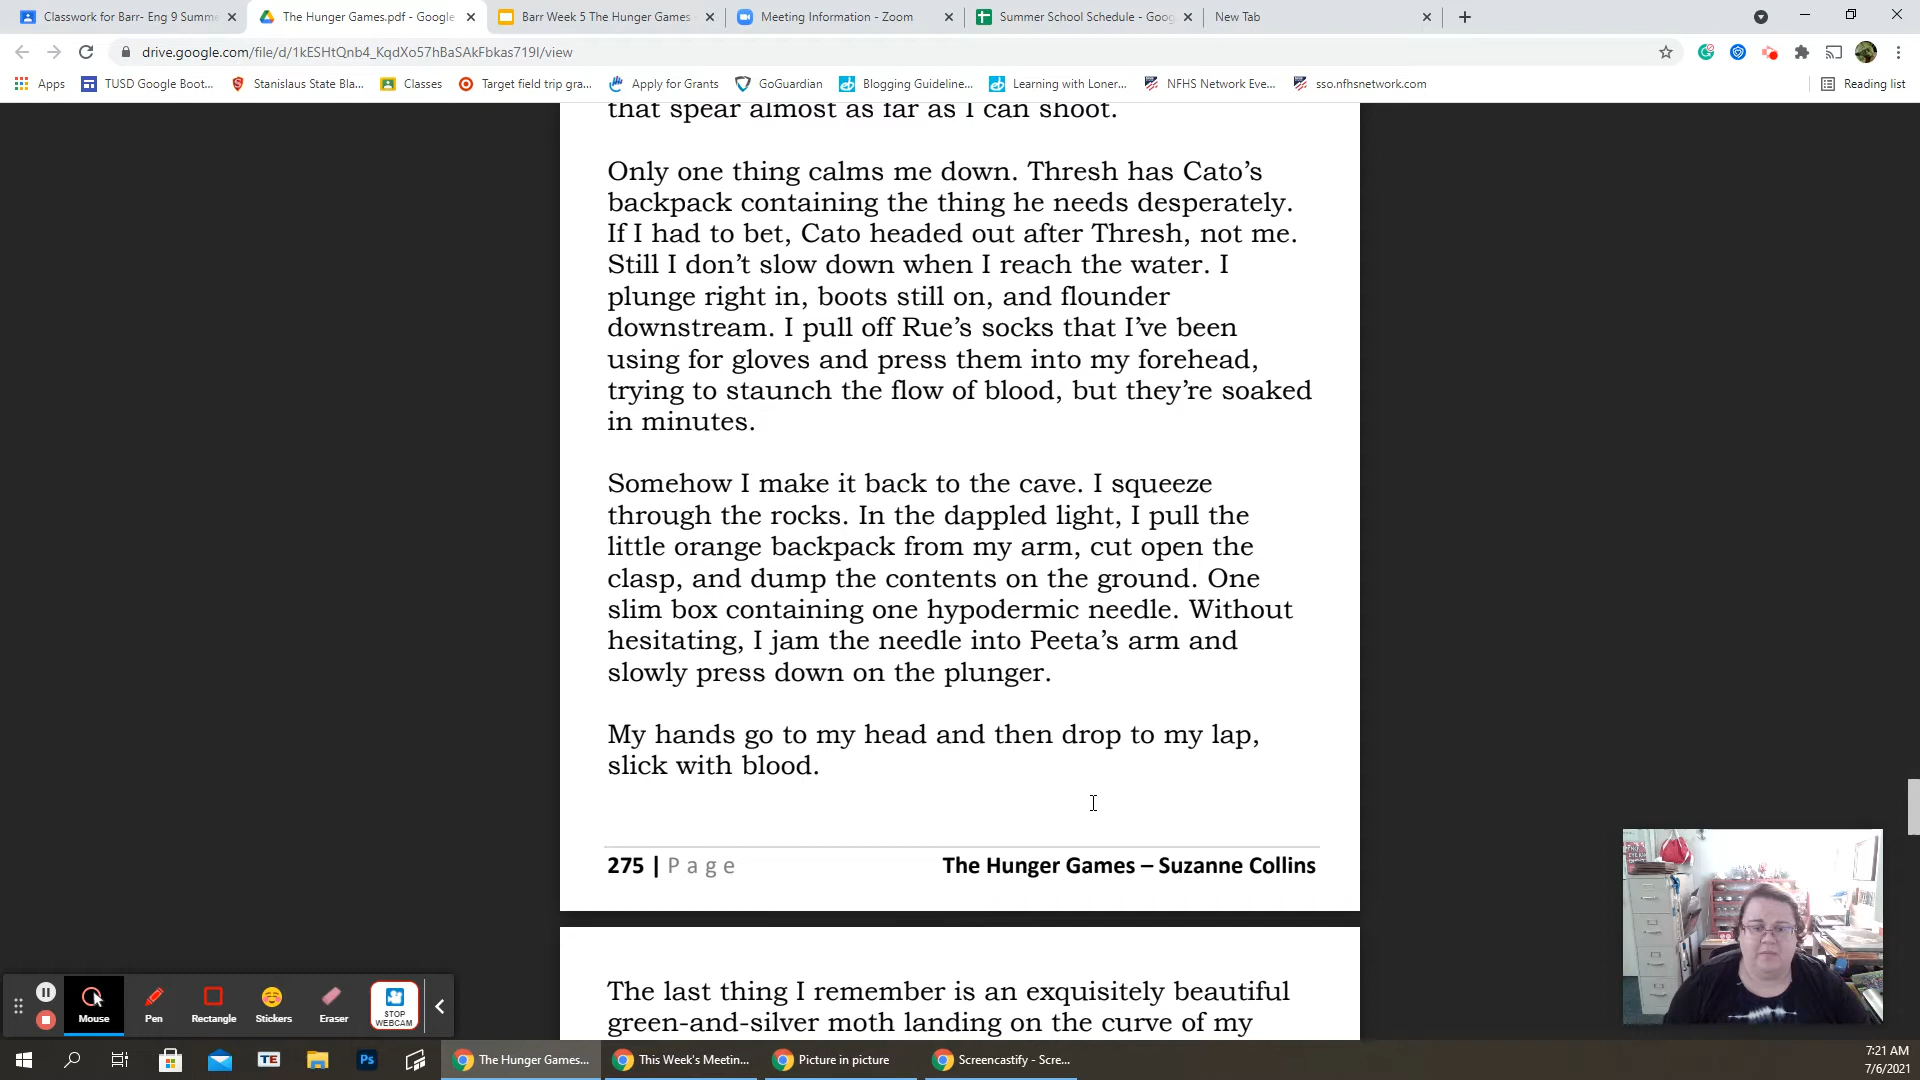 Classwork for Barr- Eng 9 Summe
The Hunger Games.pdf - Google
Barr Week 5 The Hunger Games
Meeting Information - Zoom
Summer School Schedule - Goog
New Tab
drive.google.com/file/d/1kESHtQnb4_KqdXo57hBaSAkFbkas719I/view
Apps
TUSD Google Boot...
Stanislaus State Bla...
Classes
Target field trip gra...
Apply for Grants
GoGuardian
Blogging Guideline...
Learning with Loner...
NFHS Network Eve...
sso.nfhsnetwork.com
Reading list
that spear almost as far as I can shoot.
Only one thing calms me down. Thresh has Cato's
backpack containing the thing he needs desperately.
If I had to bet, Cato headed out after Thresh, not me.
Still I don't slow down when I reach the water. I
plunge right in, boots still on, and flounder
downstream. I pull off Rue's socks that I've been
using for gloves and press them into my forehead,
trying to staunch the flow of blood, but they're soaked
in minutes.
Somehow I make it back to the cave. I squeeze
through the rocks. In the dappled light, I pull the
little orange backpack from my arm, cut open the
clasp, and dump the contents on the ground. One
slim box containing one hypodermic needle. Without
hesitating, I jam the needle into Peeta's arm and
slowly press down on the plunger.
My hands go to my head and then drop to my lap,
slick with blood.
275 | Page
The Hunger Games – Suzanne Collins
The last thing I remember is an exquisitely beautiful
green-and-silver moth landing on the curve of my
Mouse
Pen
Rectangle
Stickers
Eraser
STOP
WEBCAM
TE
Ps
The Hunger Games...
This Week's Meetin...
Picture in picture
Screencastify - Scre...
7:21 AM
7/6/2021